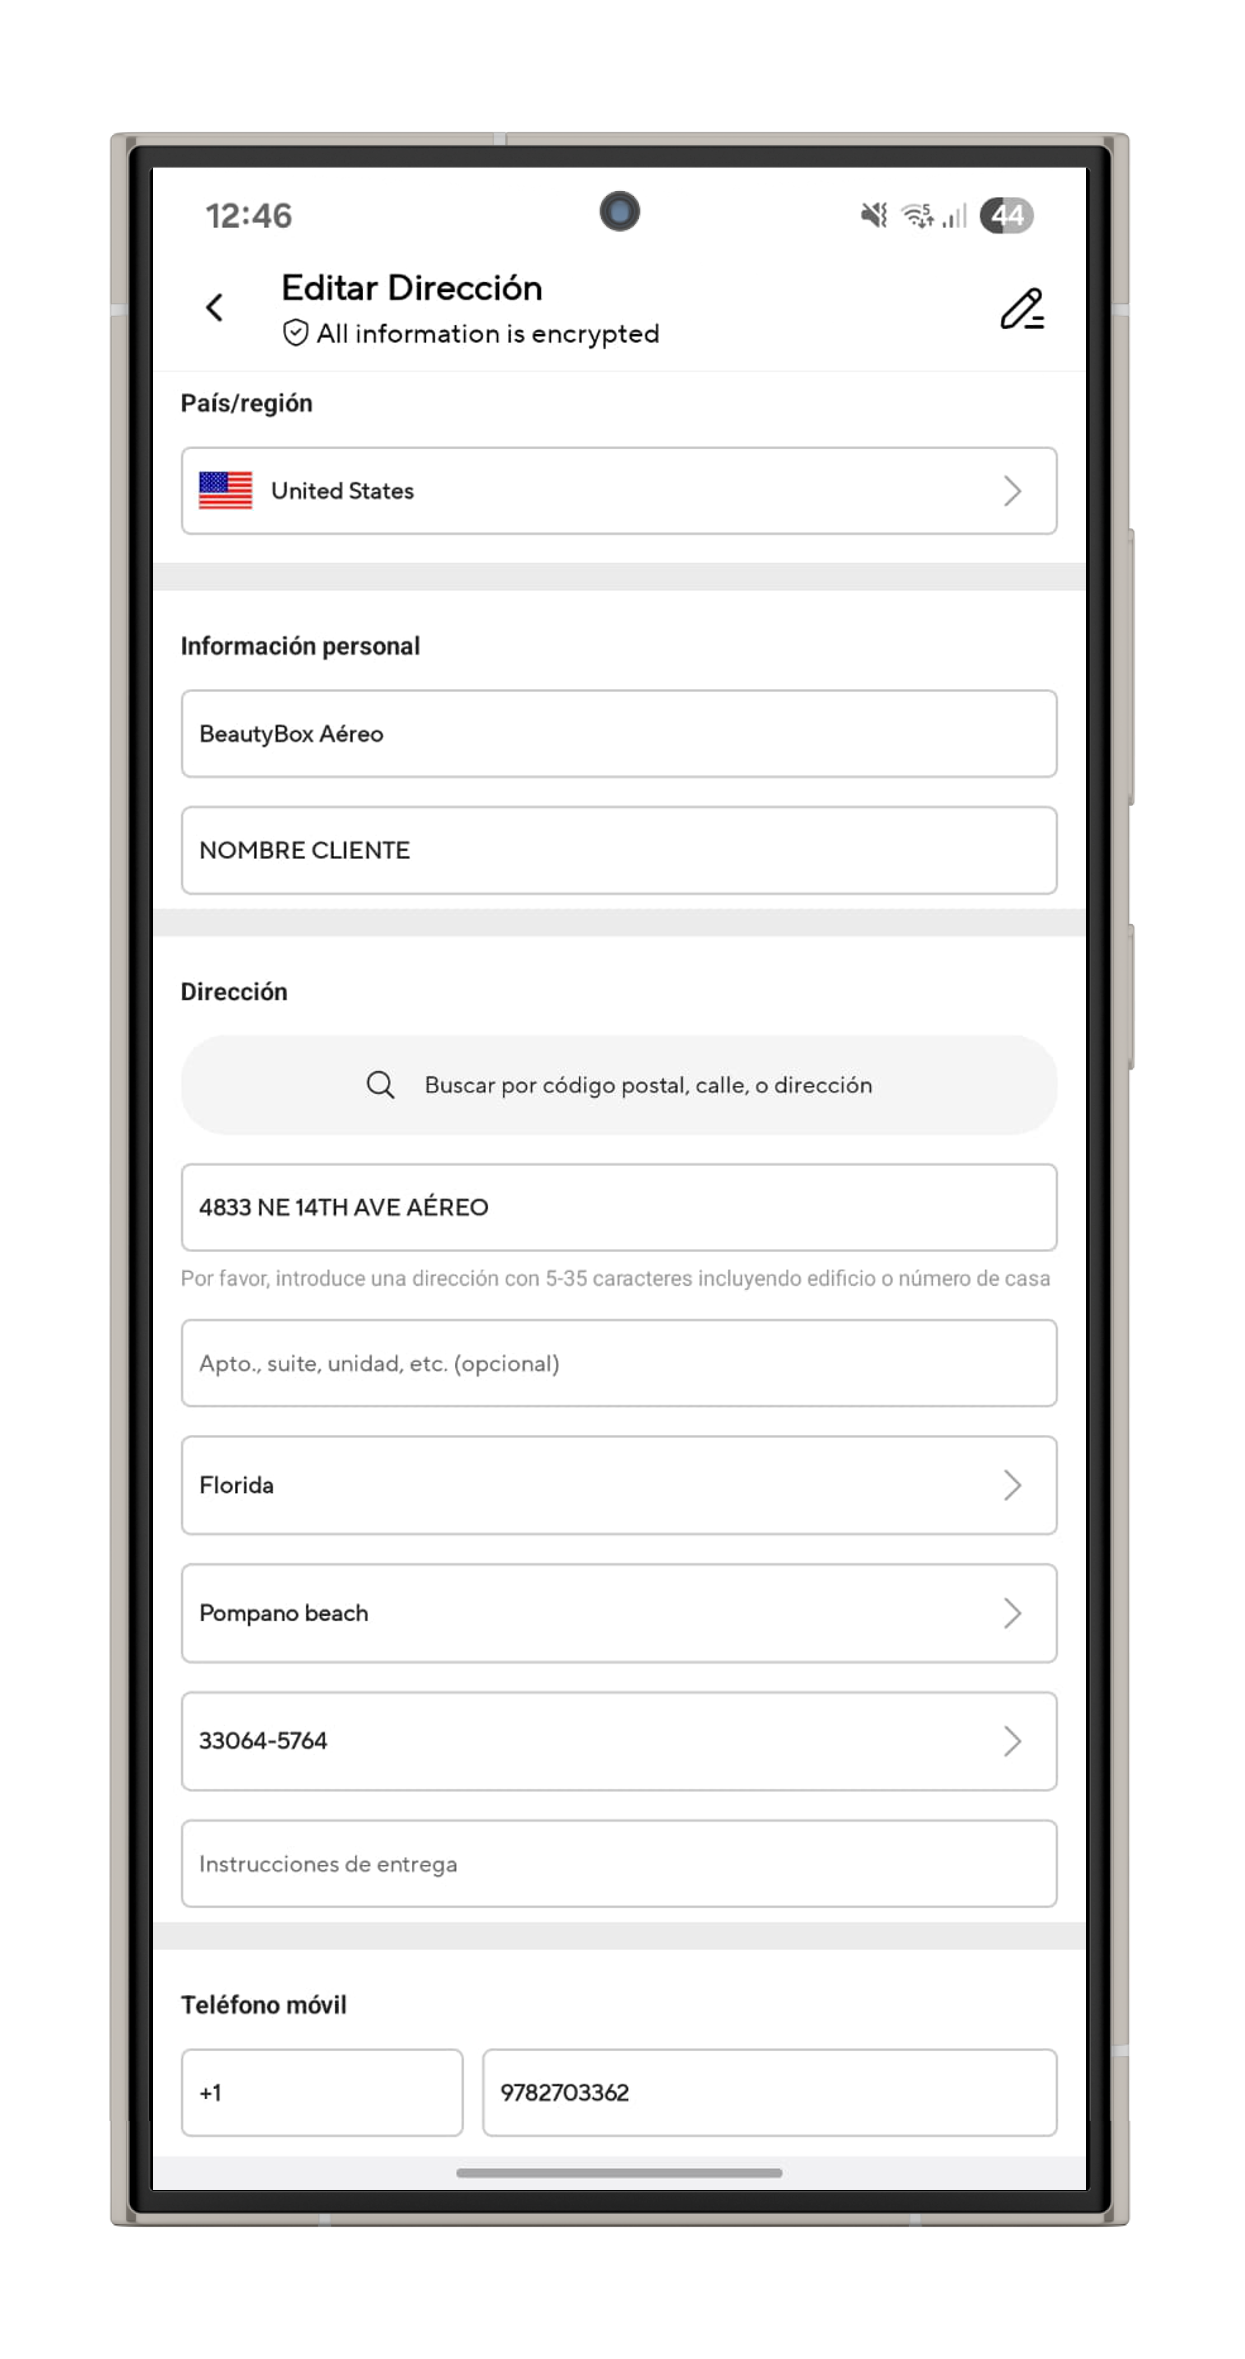 12:46
5
44
Editar Dirección
All information is encrypted
País/región
United States
Información personal
BeautyBox Aéreo
NOMBRE CLIENTE
Dirección
Buscar por código postal, calle, o dirección
4833 NE 14TH AVE AÉREO
Por favor, introduce una dirección con 5-35 caracteres incluyendo edificio o número de casa
Apto., suite, unidad, etc. (opcional)
Florida
Pompano beach
33064-5764
Instrucciones de entrega
Teléfono móvil
+1
9782703362